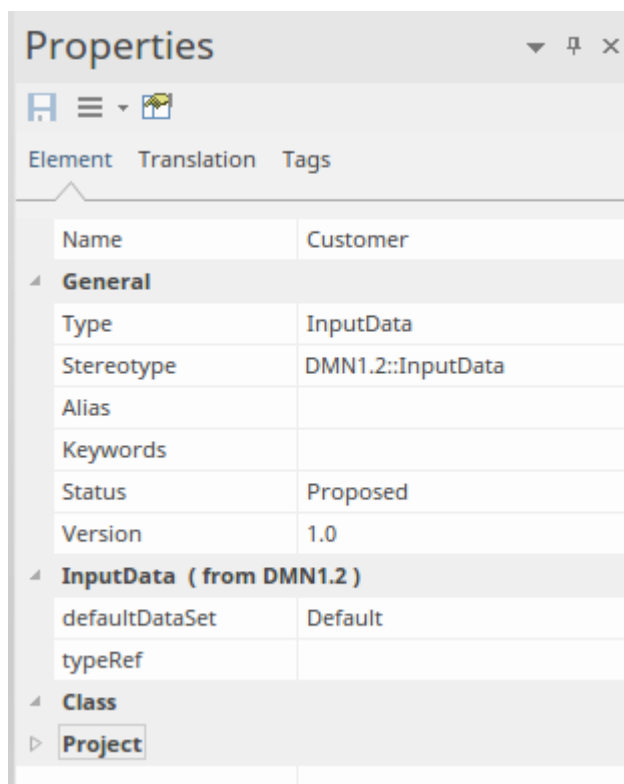 Properties
Element Translation Tags
Name Customer
General
Type InputData
Stereotype DMN1.2::InputData
Alias
Keywords
Status Proposed
Version 1.0
InputData ( from DMN1.2 )
defaultDataSet Default
typeRef
Class
Project